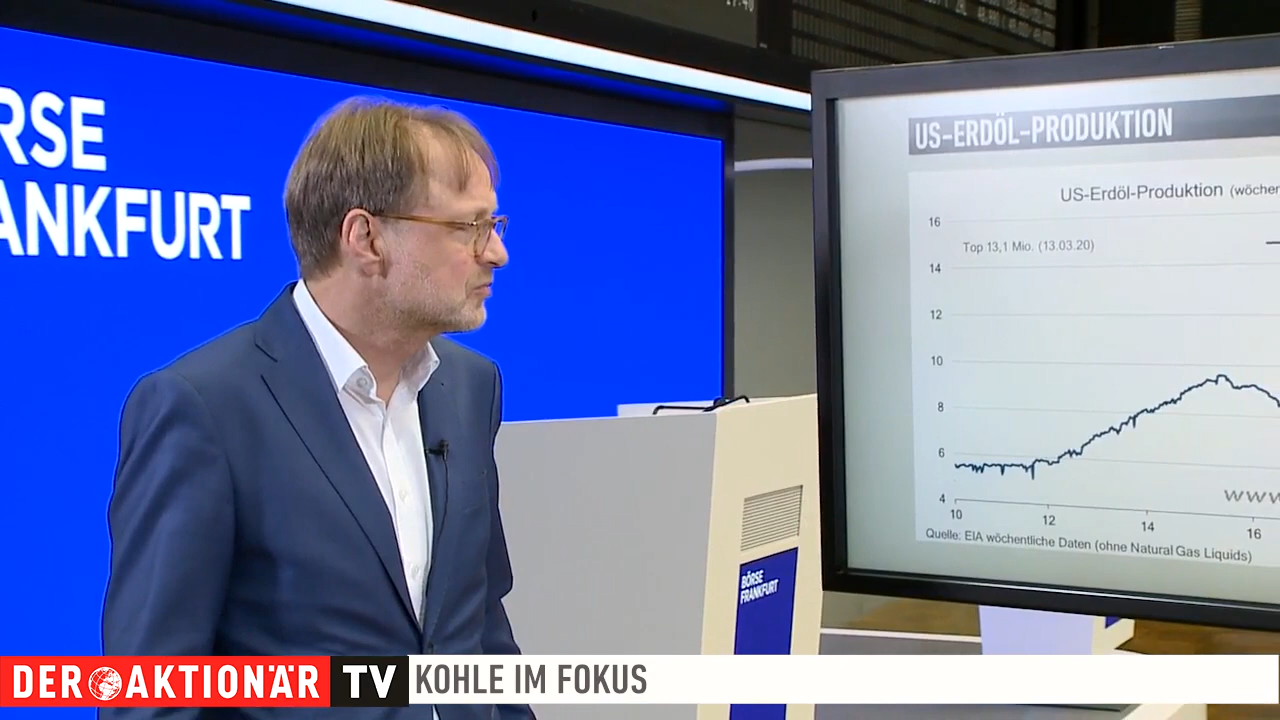 RSE
ANKFURT
US-ERDÖL-PRODUKTION
US-Erdöl-Produktion (wöcher
16
Top 13,1 Mio. (13.03.20)
14
12
10
8
6
4
10
12
14
16
www
Quelle: EIA wöchentliche Daten (ohne Natural Gas Liquids)
BÖRSE
FRANKFURT
DER AKTIONÄR TV KOHLE IM FOKUS